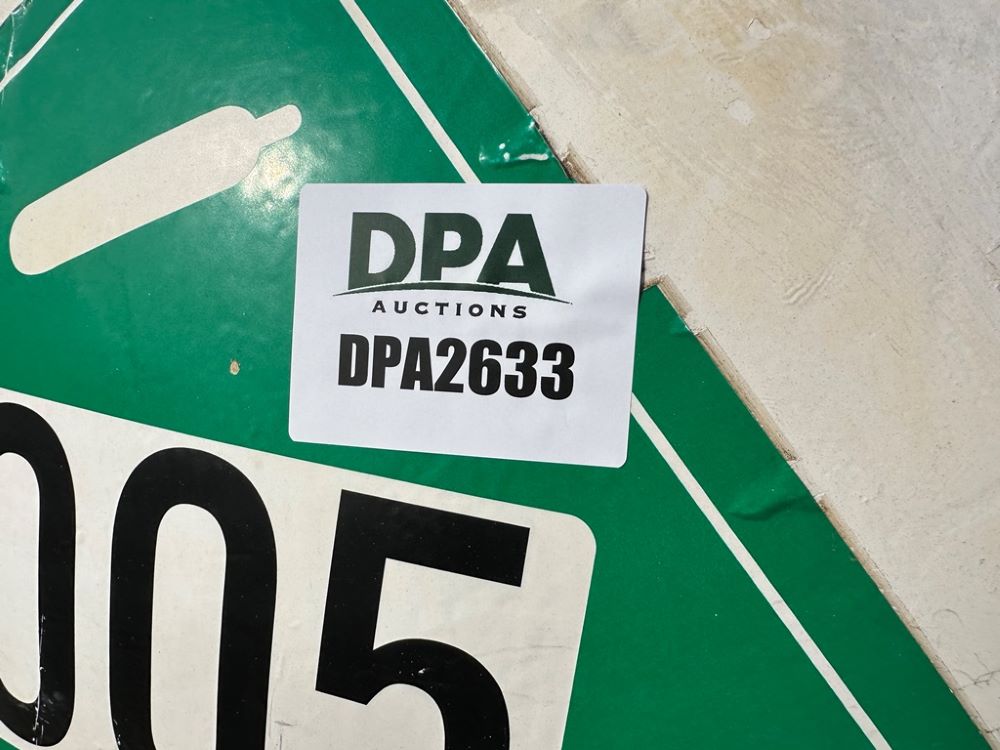 DPA
AUCTIONS
DPA2633
005